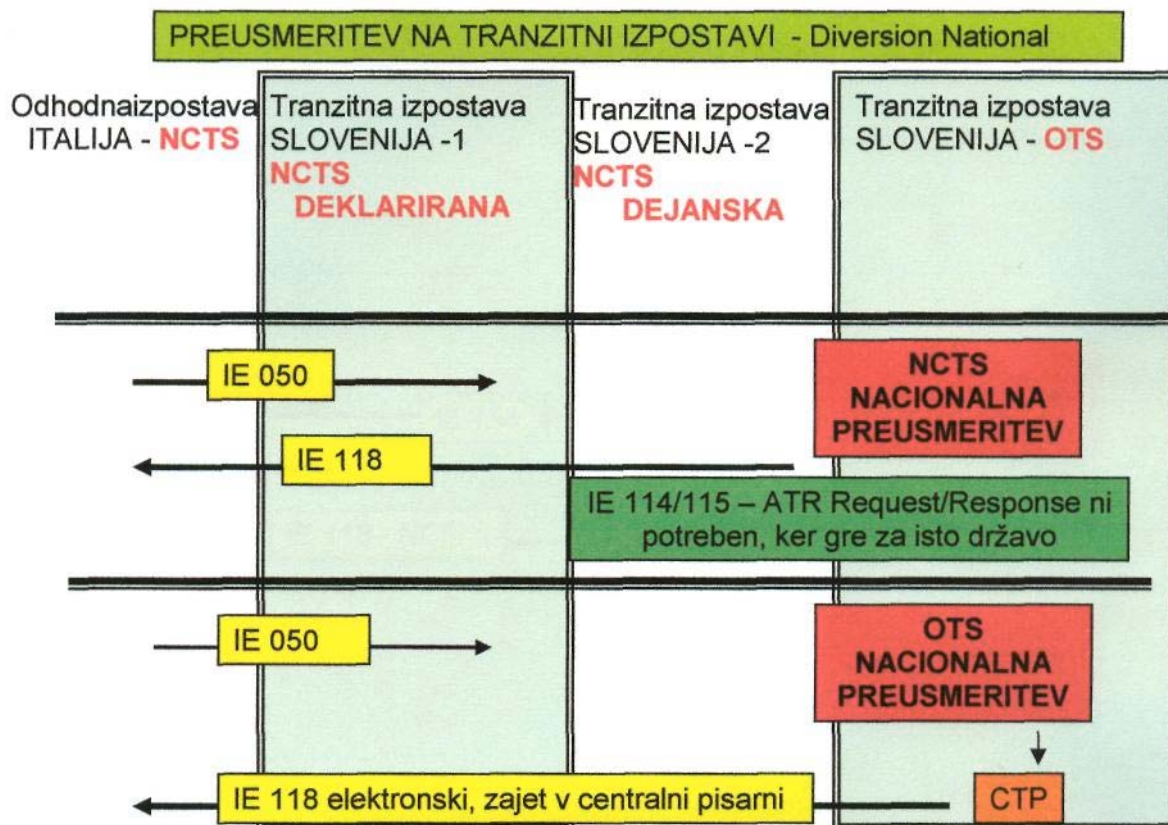 PREUSMERITEV NA TRANZITNI IZPOSTAVI - Diversion National
Odhodnaizpostava
ITALIJA - NCTS
Tranzitna izpostava
SLOVENIJA -1
NCTS
DEKLARIRANA
Tranzitna izpostava
SLOVENIJA -2
NCTS
DEJANSKA
Tranzitna izpostava
SLOVENIJA - OTS
IE 050
NCTS
NACIONALNA
PREUSMERITEV
IE 118
IE 114/115 – ATR Request/Response ni
potreben, ker gre za isto državo
IE 050
OTS
NACIONALNA
PREUSMERITEV
IE 118 elektronski, zajet v centralni pisarni
CTP